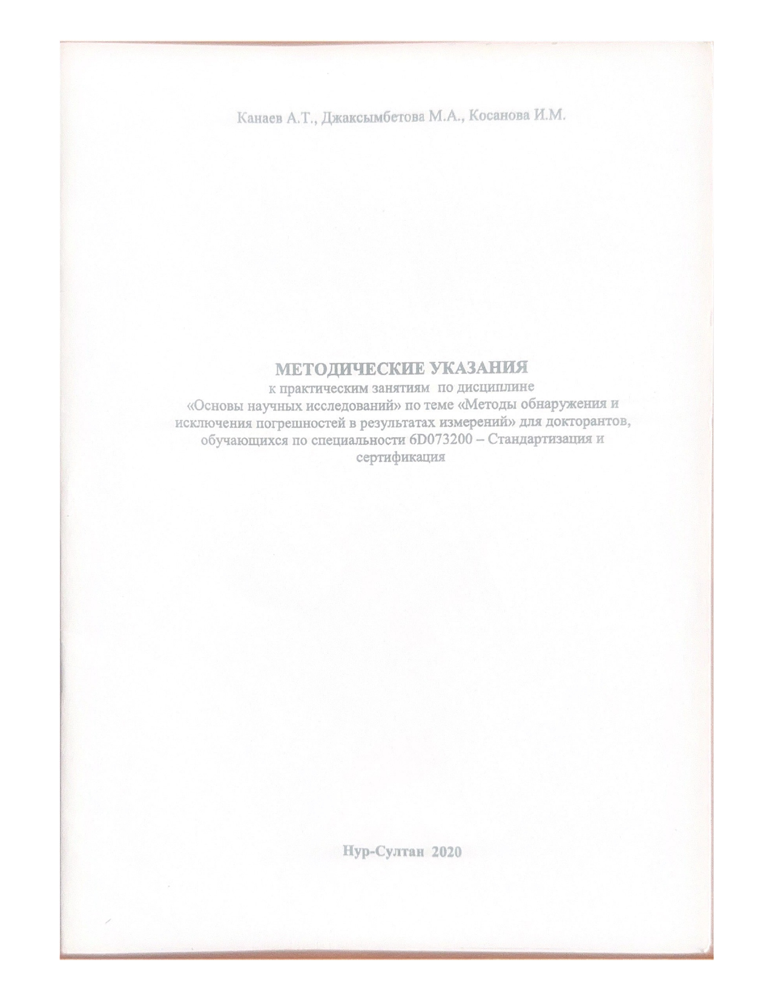 Канаев А.Т., Джаксымбетова М.А., Косанова И.М.
МЕТОДИЧЕСКИЕ УКАЗАНИЯ
к практическим занятиям по дисциплине
«Основы научных исследований» по теме «Методы обнаружения и
исключения погрешностей в результатах измерений» для докторантов,
обучающихся по специальности 6D073200 – Стандартизация и
сертификация
Нур-Султан 2020